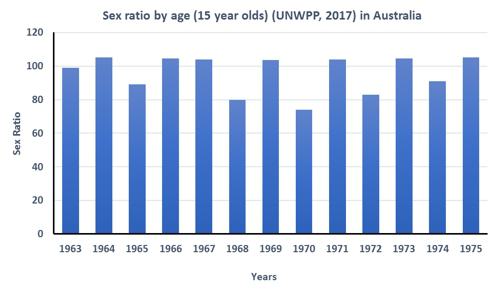 Sex ratio by age (15 year olds) (UNWPP, 2017) in Australia
120
100
80
60
40
20
0
Sex Ratio
1963 1964 1965 1966 1967 1968 1969 1970 1971 1972 1973 1974 1975
Years